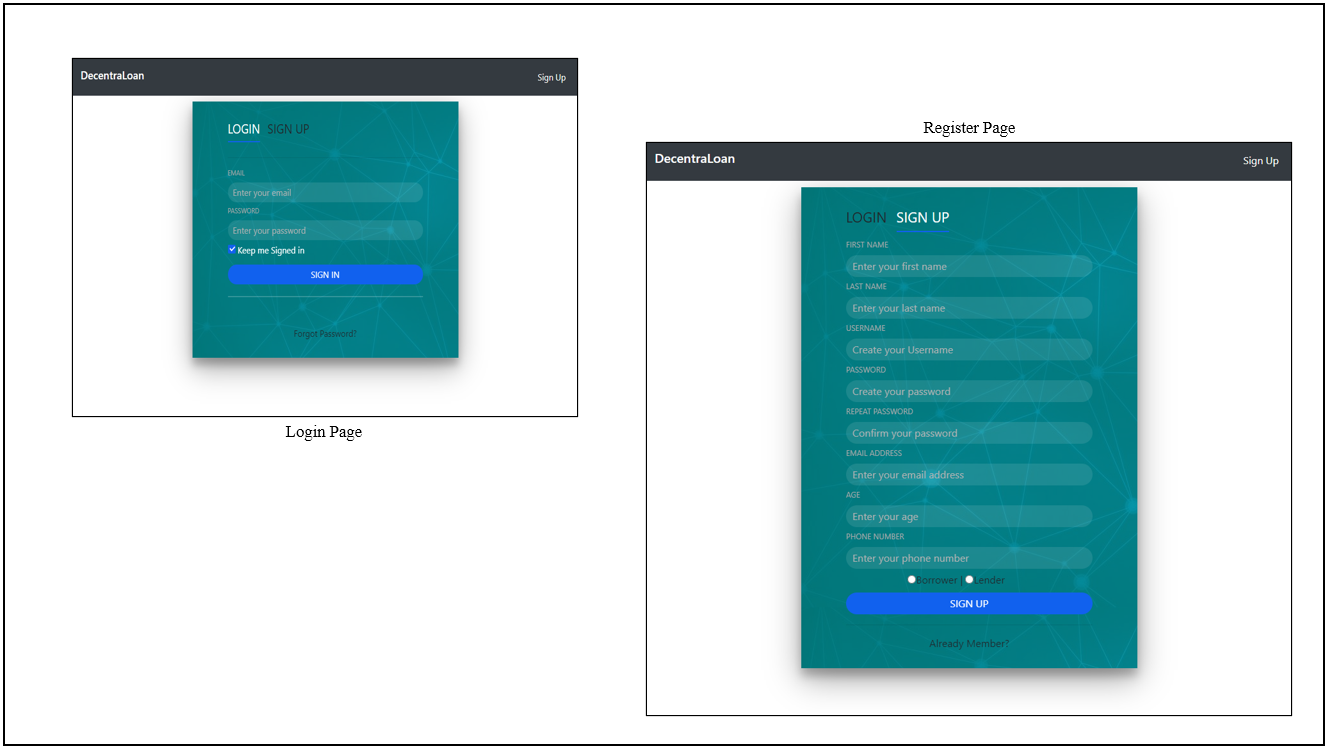 DecentraLoan
Sign Up
LOGIN SIGN UP
EMAIL
Enter your email
PASSWORD
Enter your password
Keep me Signed in
SIGN IN
Forgot Password?
Login Page
Register Page
DecentraLoan
Sign Up
LOGIN SIGN UP
FIRST NAME
Enter your first name
LAST NAME
Enter your last name
USERNAME
Create your Username
PASSWORD
Create your password
REPEAT PASSWORD
Confirm your password
EMAIL ADDRESS
Enter your email address
AGE
Enter your age
PHONE NUMBER
Enter your phone number
Borrower | Lender
SIGN UP
Already Member?